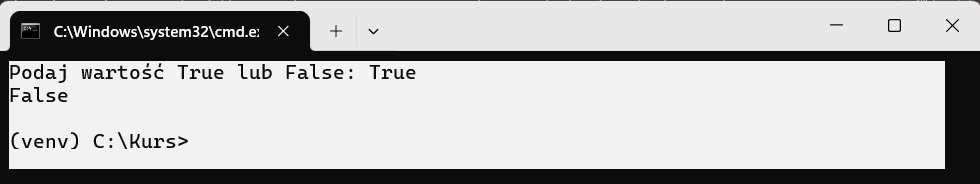 C:\Windows\system32\cmd.e
Podaj wartość True lub False: True
False
(venv) C:\Kurs>